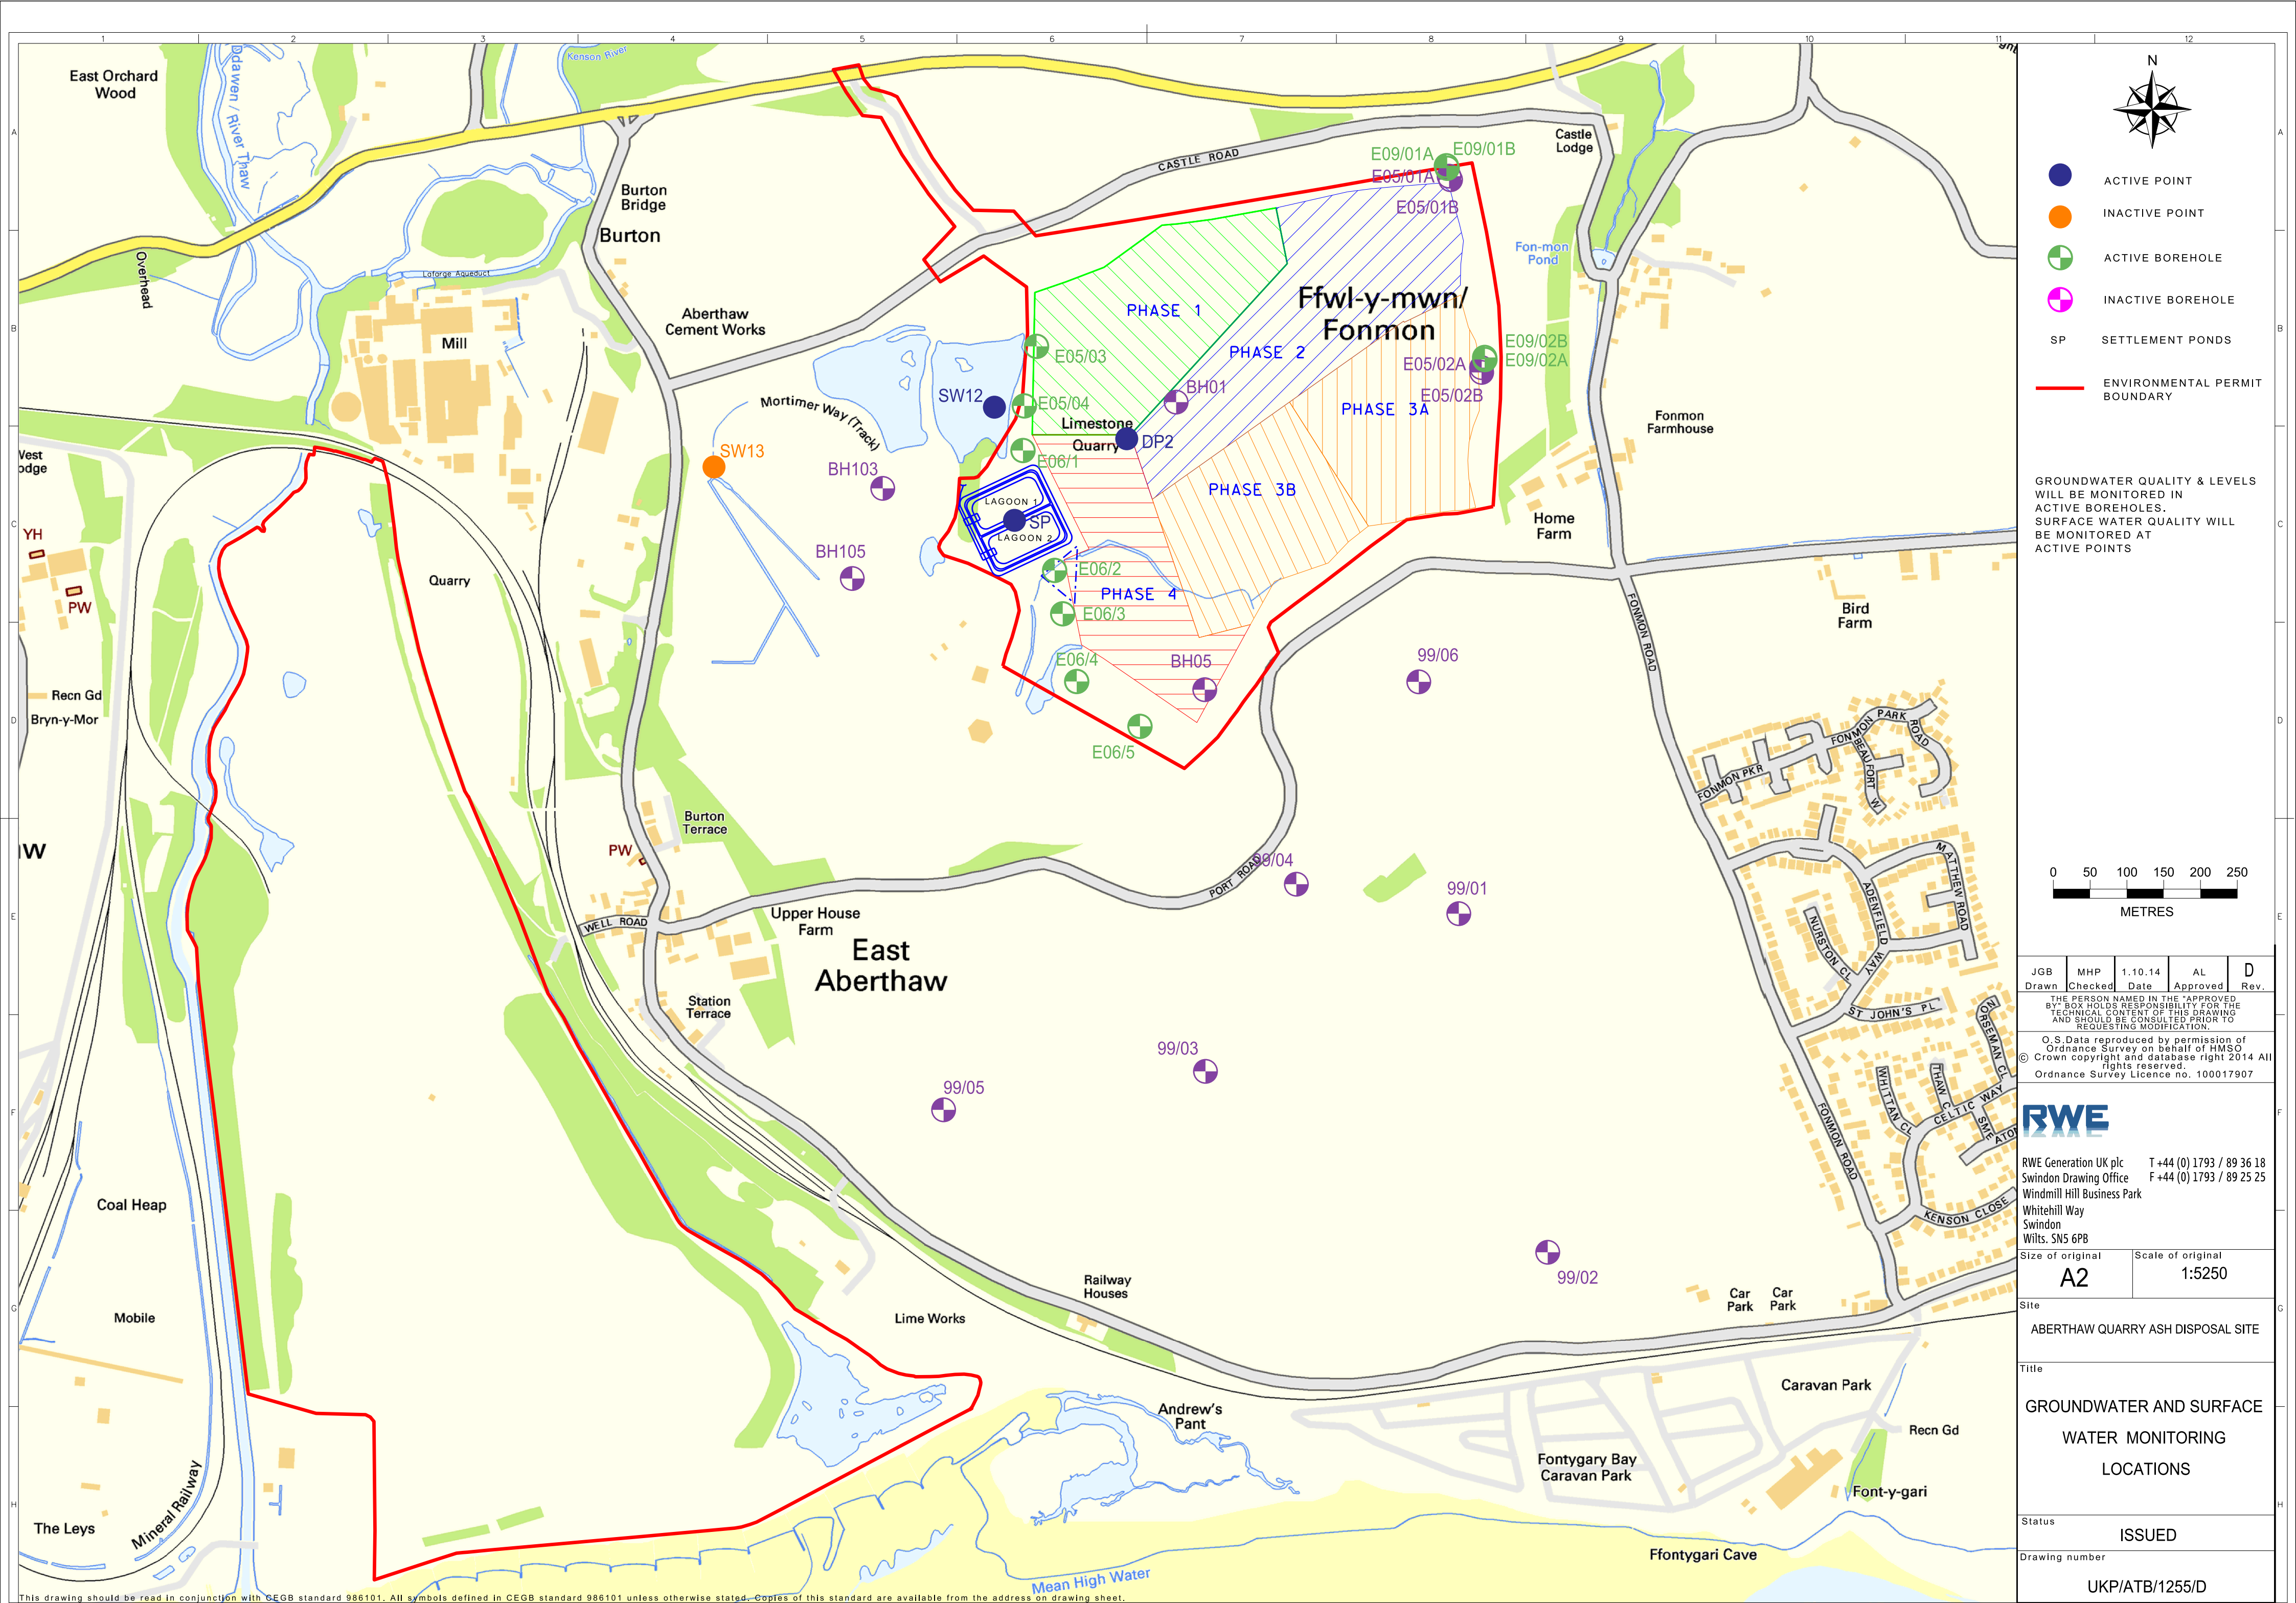 1 2 3 4 5 6 7 8 9 10 11 12
A
B
C
D
E
F
G
H
A
B
C
D
E
F
G
H
East Orchard
Wood
Ddawen / River Thaw
Kenson River
Overhead
Burton
Bridge
Burton
Laforge Aqueduct
Mill
Aberthaw
Cement Works
CASTLE ROAD
Castle
Lodge
E09/01A
E09/01B
E05/01A
E05/01B
Fon-mon
Pond
Ffwl-y-mwn/
Fonmon
PHASE 1
PHASE 2
PHASE 3A
PHASE 3B
PHASE 4
E05/03
E05/04
E09/02B
E09/02A
E05/02A
E05/02B
BH01
SW12
Mortimer Way (Track)
Limestone
Quarry
DP2
SW13
BH103
E06/1
LAGOON 1
SP
LAGOON 2
BH105
E06/2
E06/3
E06/4
E06/5
BH05
Fonmon
Farmhouse
Home
Farm
Bird
Farm
West
odge
YH
PW
Quarry
Recn Gd
Bryn-y-Mor
99/06
FONMON ROAD
FONMON PARK ROAD
BEAUFORT W
FONMON PKR
Burton
Terrace
PW
W
99/04
PORT ROAD
99/01
WELL ROAD
Upper House
Farm
East
Aberthaw
MATTHEW ROAD
ADENFIELD WAY
NURSTON CL
Station
Terrace
ST JOHN'S PL
ORSEMAN CL
99/03
99/05
THAW C
WHITTAN CL
CELTIC WAY
SME
ATON
FONMON ROAD
KENSON CLOSE
Coal Heap
99/02
Railway
Houses
Car
Park
Car
Park
Mobile
Lime Works
Caravan Park
Andrew's
Pant
Recn Gd
Fontygary Bay
Caravan Park
Font-y-gari
Mineral Railway
The Leys
Ffontygari Cave
Mean High Water
This drawing should be read in conjunction with CEGB standard 986101. All symbols defined in CEGB standard 986101 unless otherwise stated. Copies of this standard are available from the address on drawing sheet.
N
ACTIVE POINT
INACTIVE POINT
ACTIVE BOREHOLE
INACTIVE BOREHOLE
SP SETTLEMENT PONDS
ENVIRONMENTAL PERMIT
BOUNDARY
GROUNDWATER QUALITY & LEVELS
WILL BE MONITORED IN
ACTIVE BOREHOLES.
SURFACE WATER QUALITY WILL
BE MONITORED AT
ACTIVE POINTS
0 50 100 150 200 250
METRES
JGB MHP 1.10.14 AL D
Drawn Checked Date Approved Rev.
THE PERSON NAMED IN THE "APPROVED
BY" BOX HOLDS RESPONSIBILITY FOR THE
TECHNICAL CONTENT OF THIS DRAWING
AND SHOULD BE CONSULTED PRIOR TO
REQUESTING MODIFICATION.
O.S.Data reproduced by permission of
Ordnance Survey on behalf of HMSO
© Crown copyright and database right 2014 All
rights reserved.
Ordnance Survey Licence no. 100017907
RWE
RWE Generation UK plc T +44 (0) 1793 / 89 36 18
Swindon Drawing Office F +44 (0) 1793 / 89 25 25
Windmill Hill Business Park
Whitehill Way
Swindon
Wilts. SN5 6PB
Size of original Scale of original
A2 1:5250
Site
ABERTHAW QUARRY ASH DISPOSAL SITE
Title
GROUNDWATER AND SURFACE
WATER MONITORING
LOCATIONS
Status
ISSUED
Drawing number
UKP/ATB/1255/D